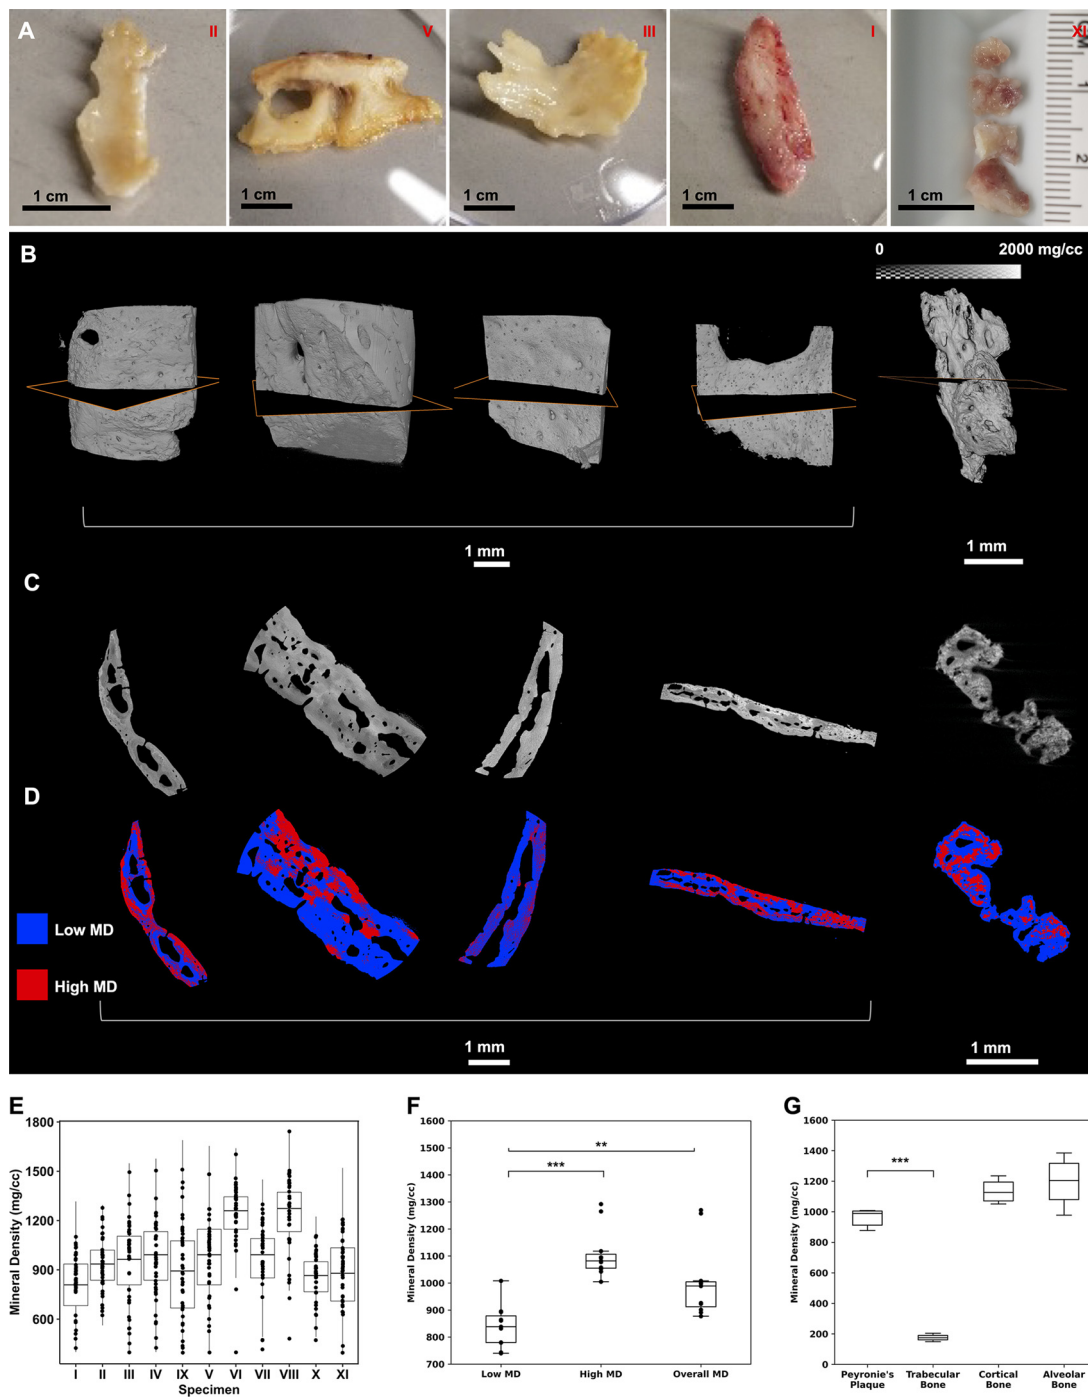 A
II
V
III
I
XI
1 cm
1 cm
1 cm
1 cm
1 cm
1
2
B
0 2000 mg/cc
1 mm
1 mm
C
D
Low MD
High MD
1 mm
1 mm
E
Mineral Density (mg/cc)
1800
1500
1200
900
600
I II III IV IX V VI VII VIII X XI
Specimen
F
Mineral Density (mg/cc)
1600
1500
1400
1300
1200
1100
1000
900
800
700
**
***
Low MD High MD Overall MD
G
Mineral Density (mg/cc)
1600
1400
1200
1000
800
600
400
200
0
***
Peyronie's Trabecular Cortical Alveolar
Plaque Bone Bone Bone